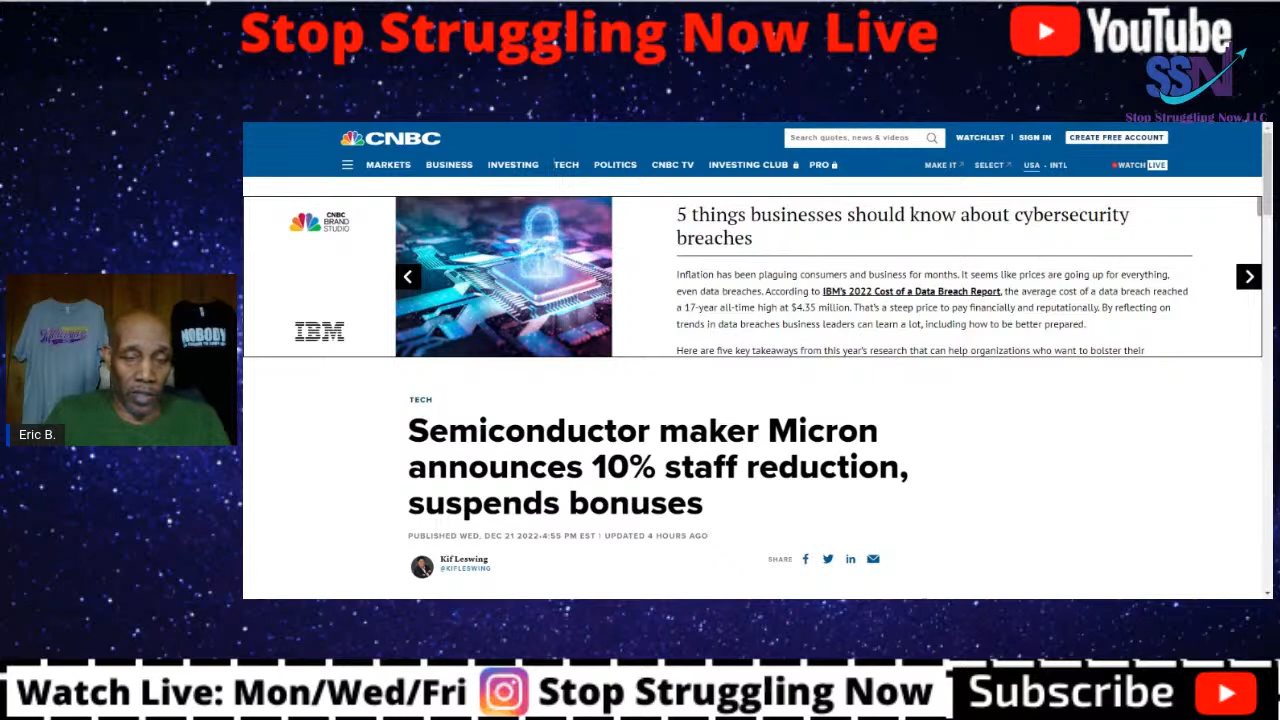 Stop Struggling Now Live
YouTube
SSN
Stop Struggling Now LLC
CNBC
Search quotes, news & videos
WATCHLIST | SIGN IN
CREATE FREE ACCOUNT
MARKETS BUSINESS INVESTING TECH POLITICS CNBC TV INVESTING CLUB PRO
MAKE IT SELECT USA • INTL WATCH LIVE
CNBC
BRAND
STUDIO
IBM
5 things businesses should know about cybersecurity
breaches
Inflation has been plaguing consumers and business for months. It seems like prices are going up for everything,
even data breaches. According to IBM's 2022 Cost of a Data Breach Report, the average cost of a data breach reached
a 17-year all-time high at $4.35 million. That's a steep price to pay financially and reputationally. By reflecting on
trends in data breaches business leaders can learn a lot, including how to be better prepared.
Here are five key takeaways from this year's research that can help organizations who want to bolster their
NOBODY
Eric B.
TECH
Semiconductor maker Micron
announces 10% staff reduction,
suspends bonuses
PUBLISHED WED, DEC 21 2022•4:55 PM EST | UPDATED 4 HOURS AGO
Kif Leswing
@KIFLESWING
SHARE
Watch Live: Mon/Wed/Fri Stop Struggling Now Subscribe